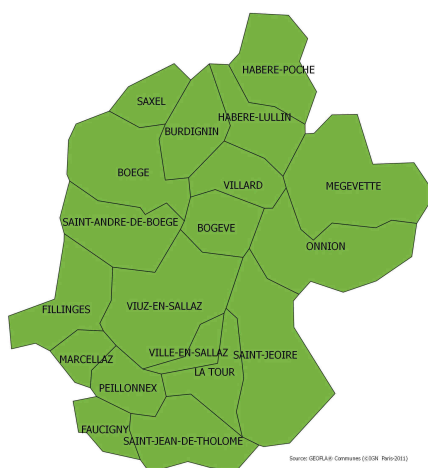 HABERE-POCHE
SAXEL
HABERE-LULLIN
BURDIGNIN
BOEGE
VILLARD
MEGEVETTE
SAINT-ANDRE-DE-BOEGE
BOGEVE
ONNION
FILLINGES
VIUZ-EN-SALLAZ
VILLE-EN-SALLAZ
SAINT-JEOIRE
MARCELLAZ
LA TOUR
PEILLONNEX
FAUCIGNY
SAINT-JEAN-DE-THOLOME
Source: GEOFLA® Communes (©IGN Paris-2011)